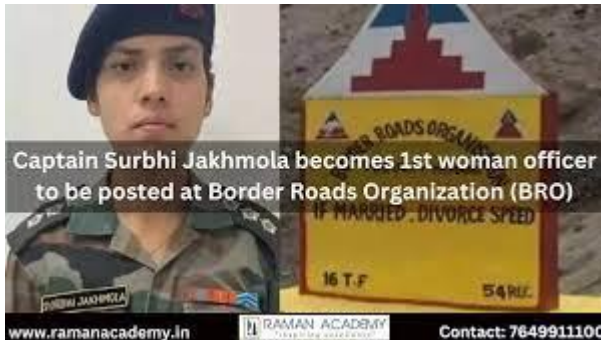 Captain Surbhi Jakhmola becomes 1st woman officer
to be posted at Border Roads Organization (BRO)
BORDER ROADS ORGANISATION
IF MARRIED. DIVORCE SPEED
16 T.F
54 RCC
SURBHI JAKHMOLA
www.ramanacademy.in
RAMAN ACADEMY
Contact: 7649911100